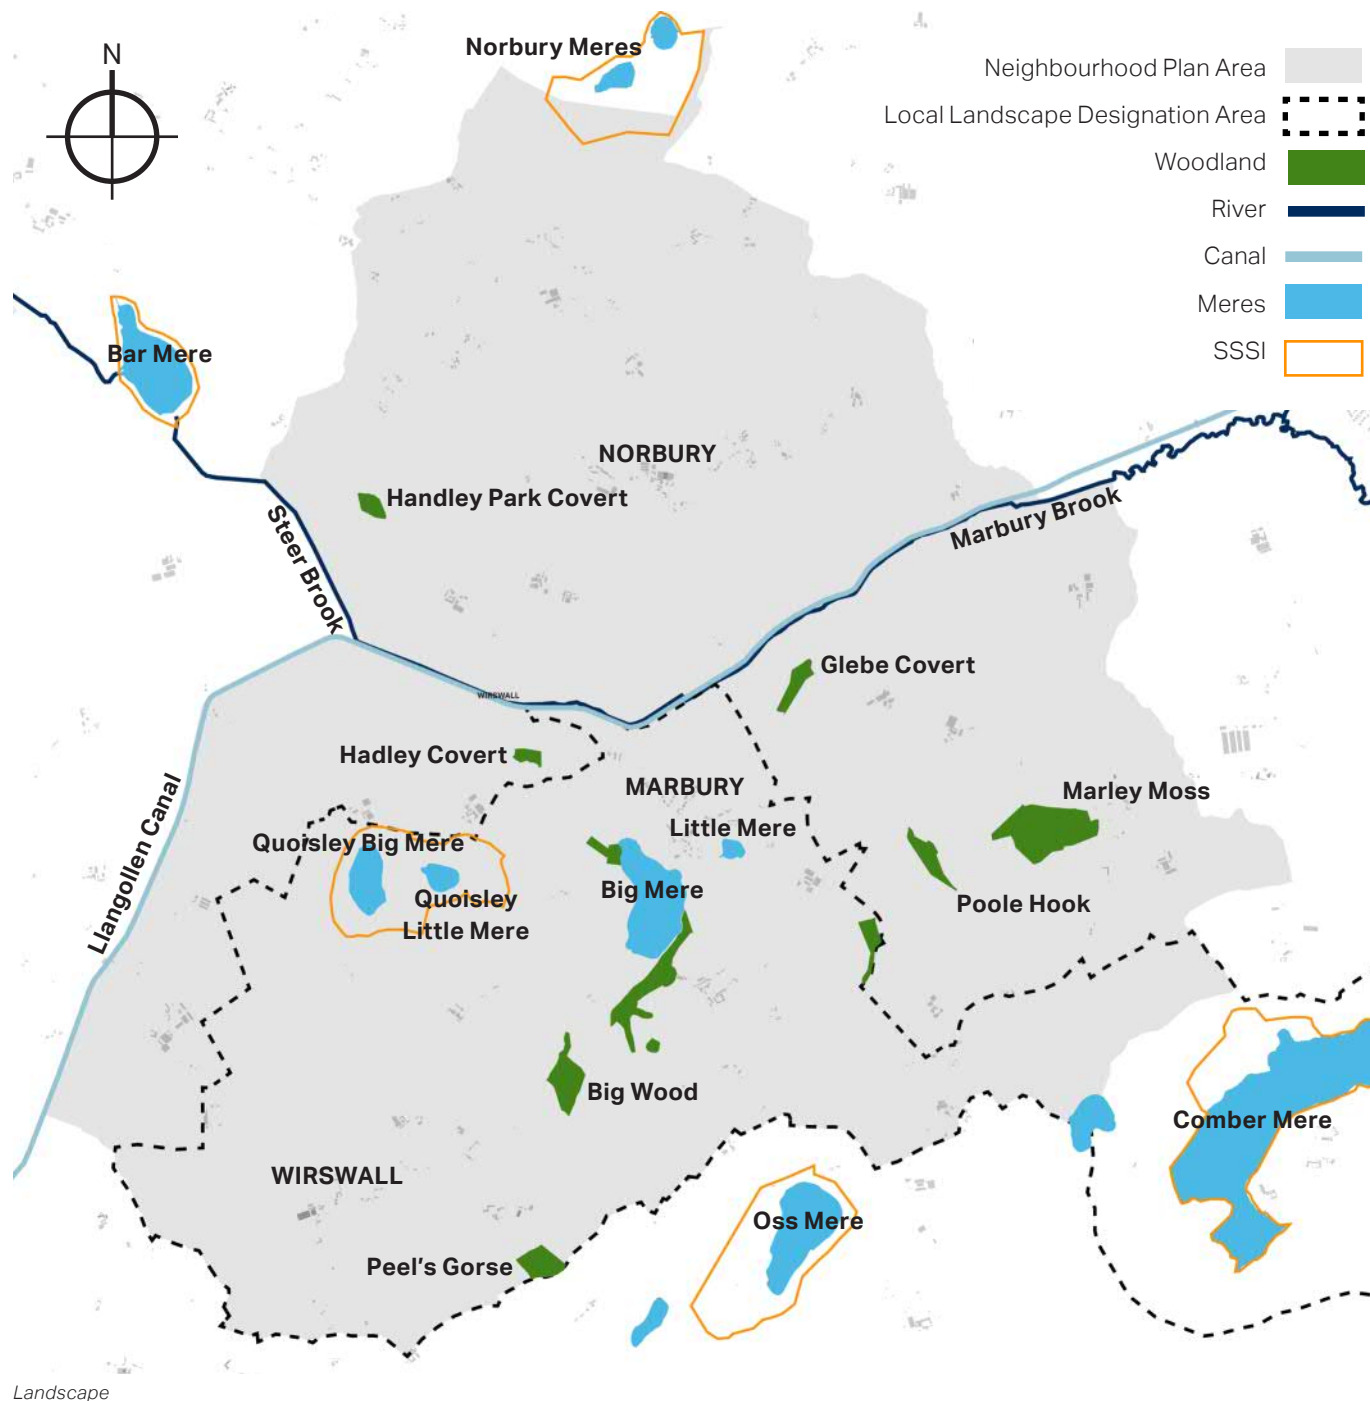 N
Norbury Meres
Neighbourhood Plan Area
Local Landscape Designation Area
Woodland
River
Canal
Meres
SSSI
Bar Mere
NORBURY
Handley Park Covert
Steer Brook
Marbury Brook
Glebe Covert
WIRSWALL
Hadley Covert
MARBURY
Marley Moss
Little Mere
Llangollen Canal
Quoisley Big Mere
Big Mere
Quoisley
Little Mere
Poole Hook
Big Wood
Comber Mere
WIRSWALL
Oss Mere
Peel's Gorse
Landscape